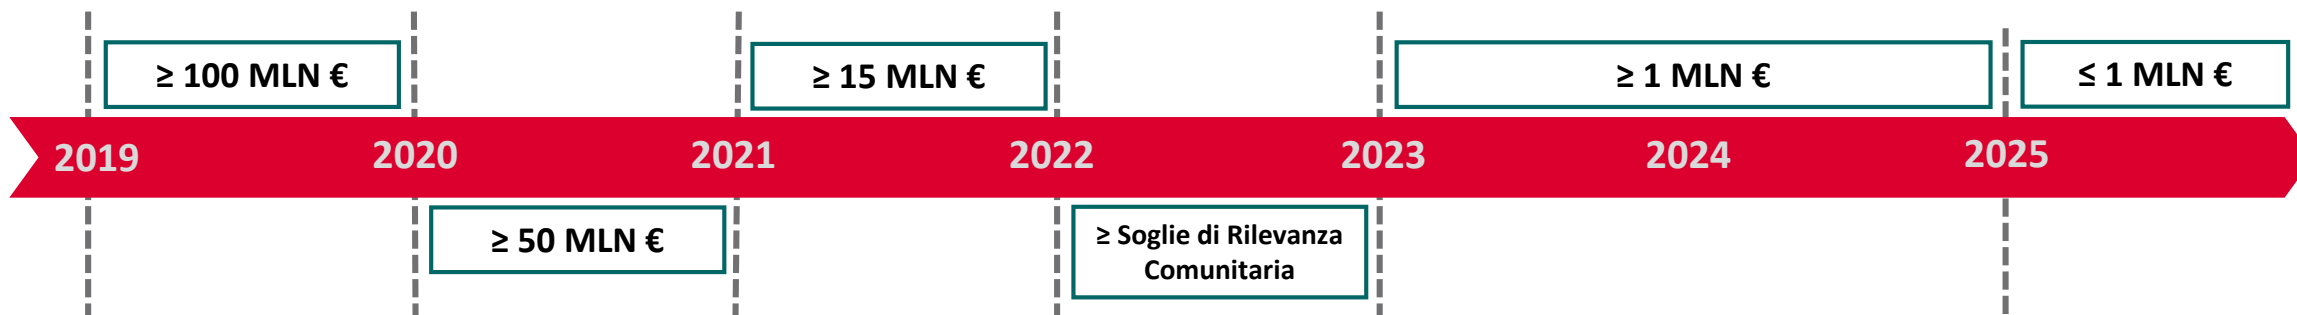 ≥ 100 MLN €
≥ 15 MLN €
≥ 1 MLN €
≤ 1 MLN €
2019
2020
2021
2022
2023
2024
2025
≥ 50 MLN €
≥ Soglie di Rilevanza
Comunitaria